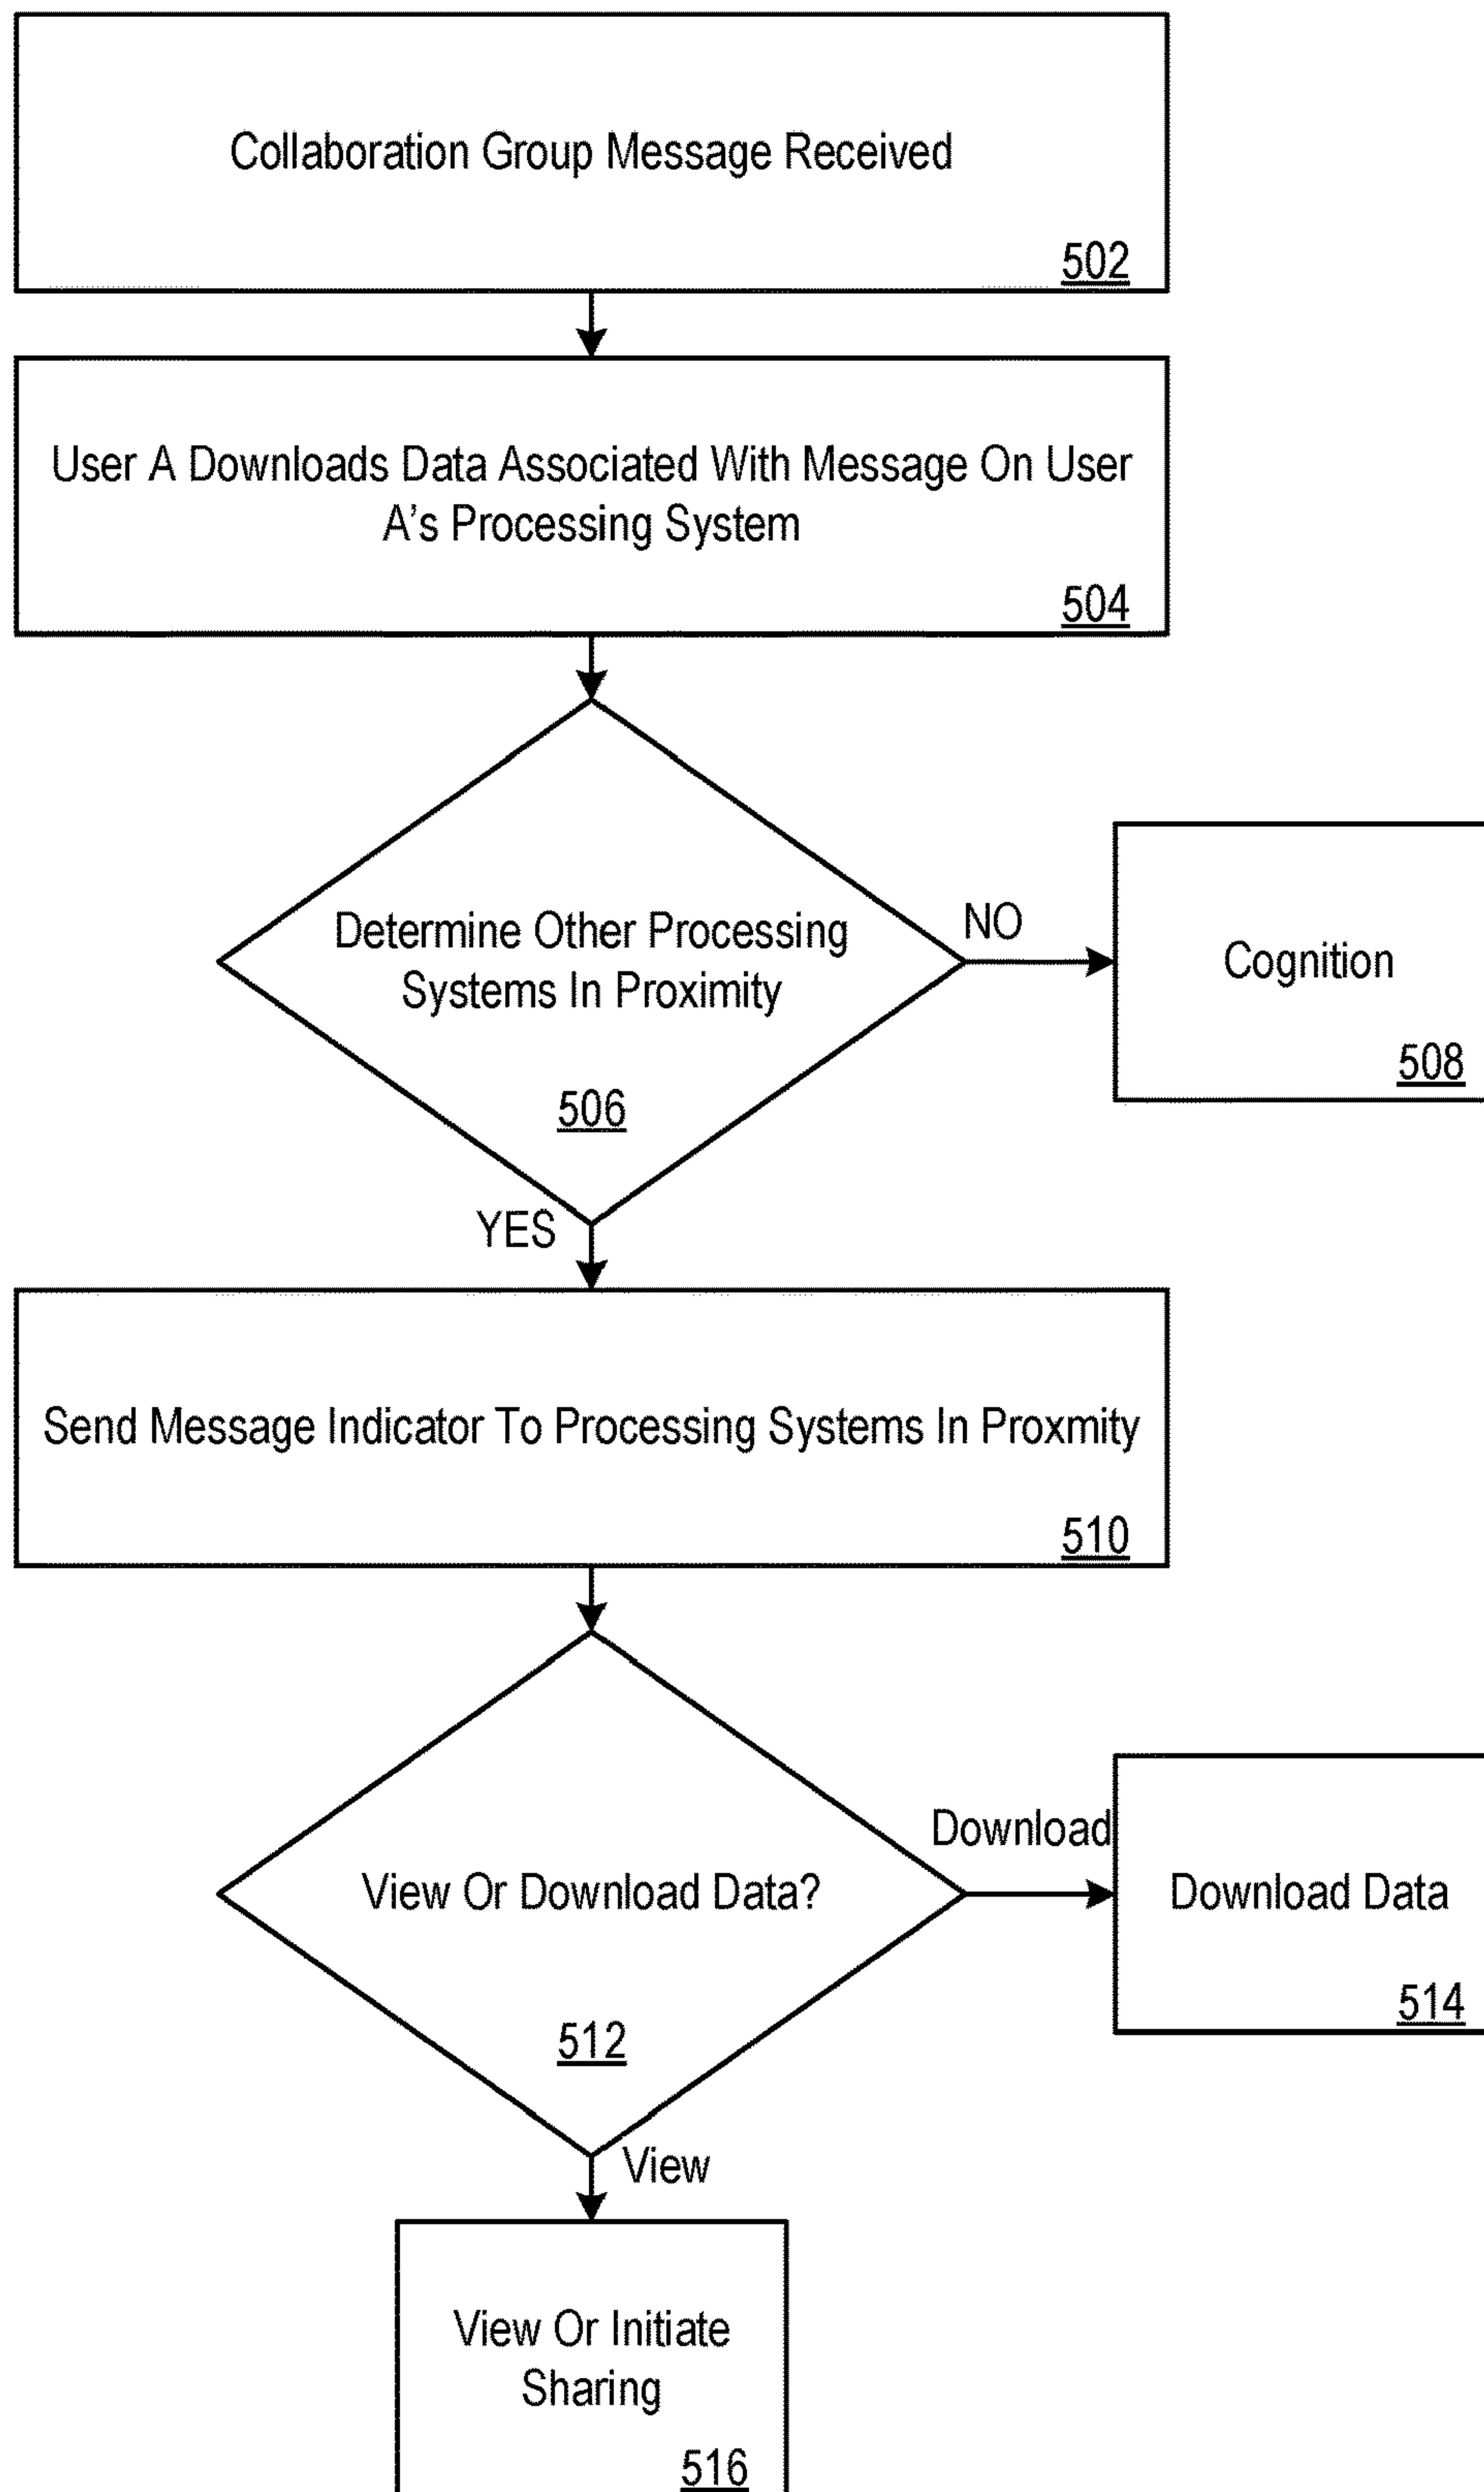 Collaboration Group Message Received
502
User A Downloads Data Associated With Message On User
A's Processing System
504
Determine Other Processing
Systems In Proximity
506
NO
Cognition
508
YES
Send Message Indicator To Processing Systems In Proxmity
510
View Or Download Data?
512
Download
Download Data
514
View
View Or Initiate
Sharing
516